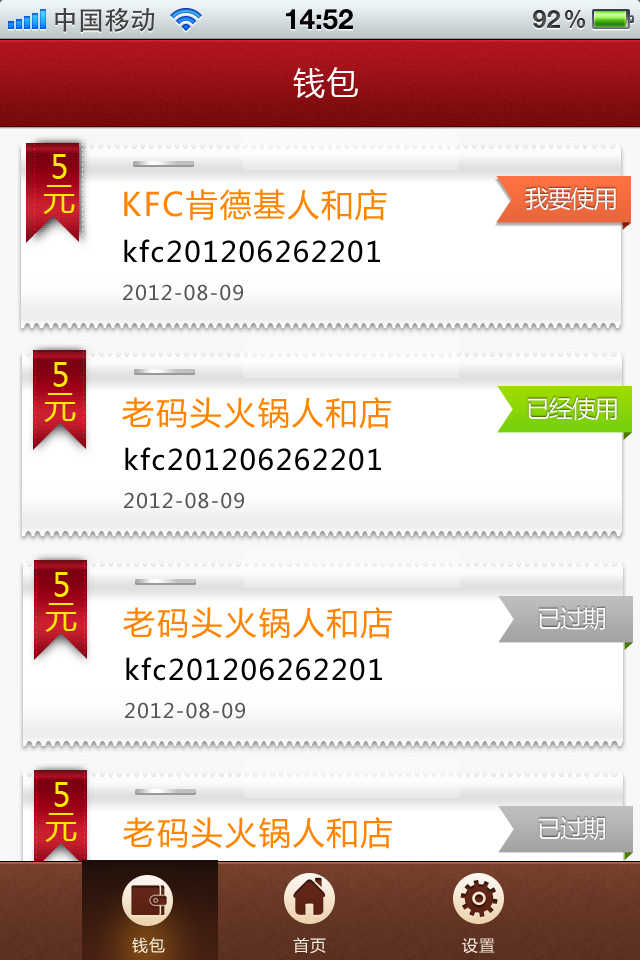 中国移动 14:52 92%
钱包
5元
KFC肯德基人和店
我要使用
kfc201206262201
2012-08-09
5元
老码头火锅人和店
已经使用
kfc201206262201
2012-08-09
5元
老码头火锅人和店
已过期
kfc201206262201
2012-08-09
5元
老码头火锅人和店
已过期
钱包 首页 设置